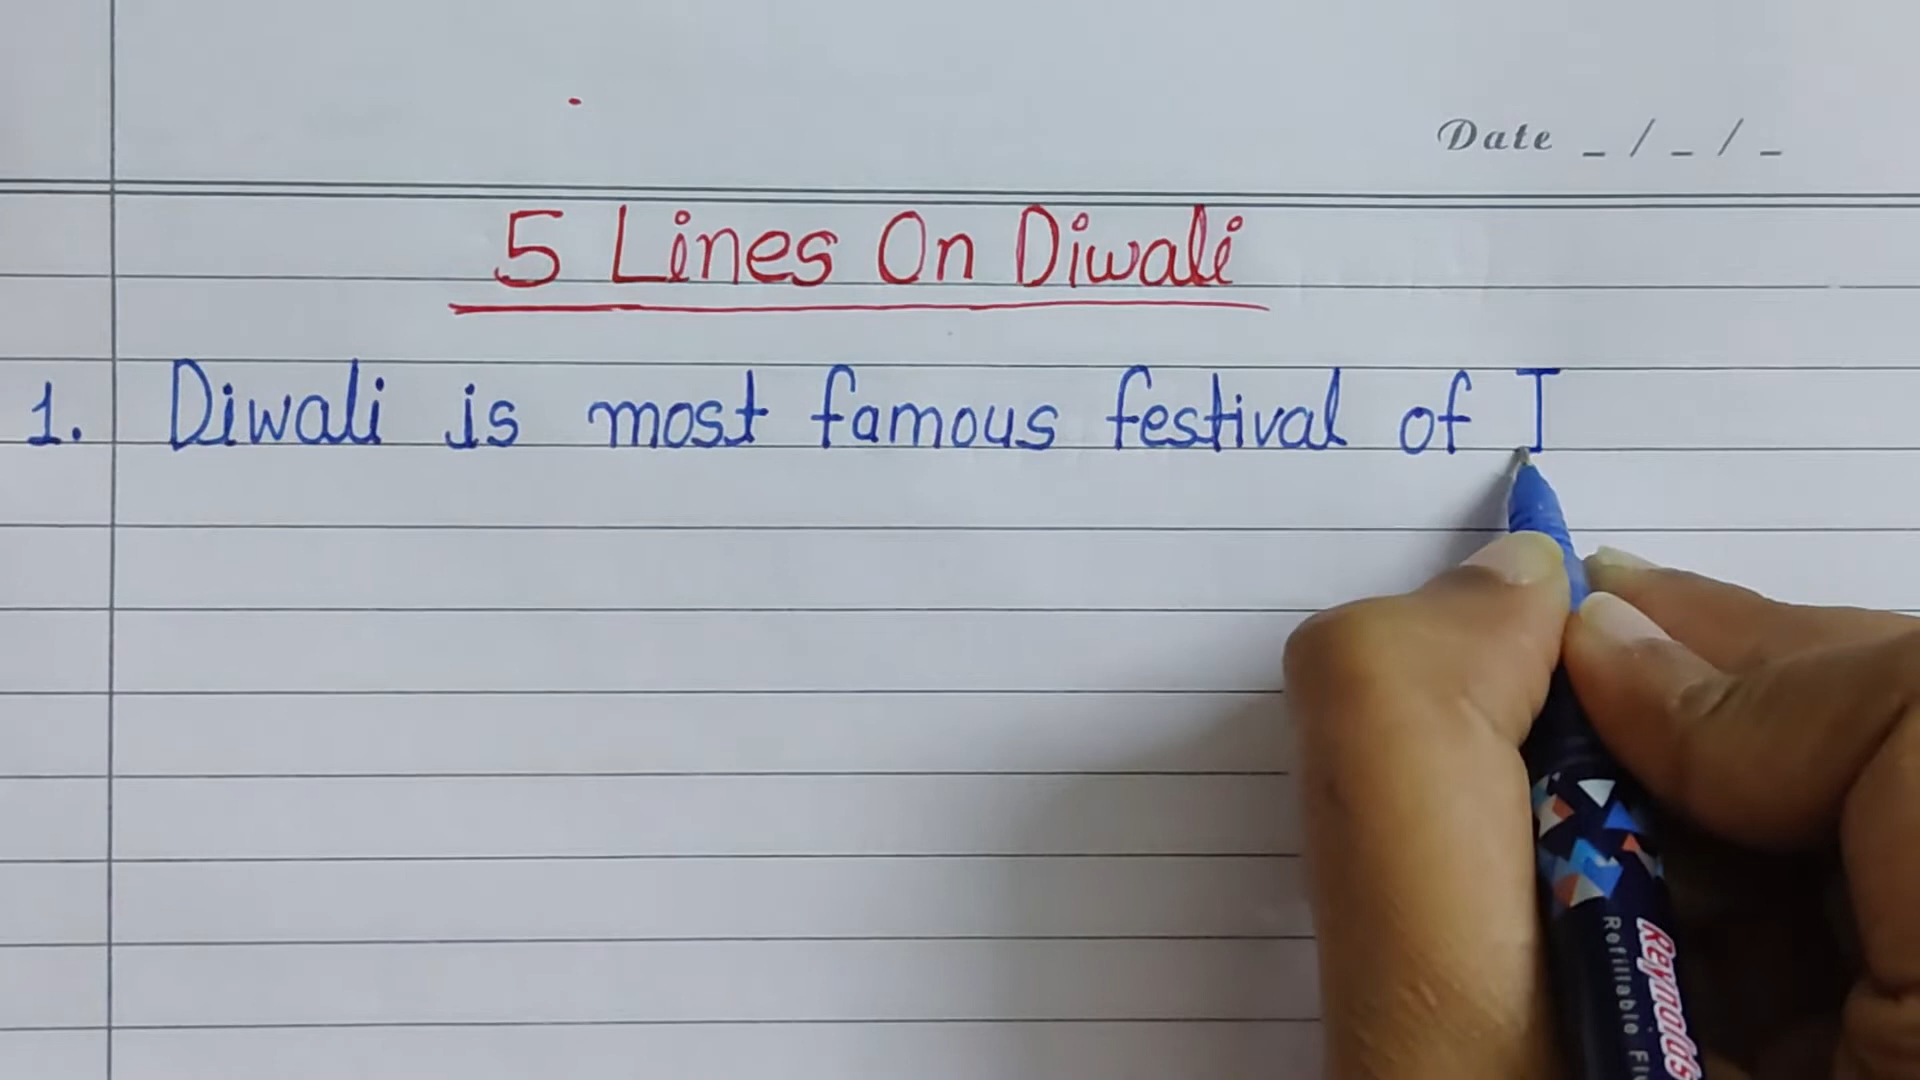 Date _ / _ / _
5 Lines On Diwali
1. Diwali is most famous festival of I
Reynolds
Refillable